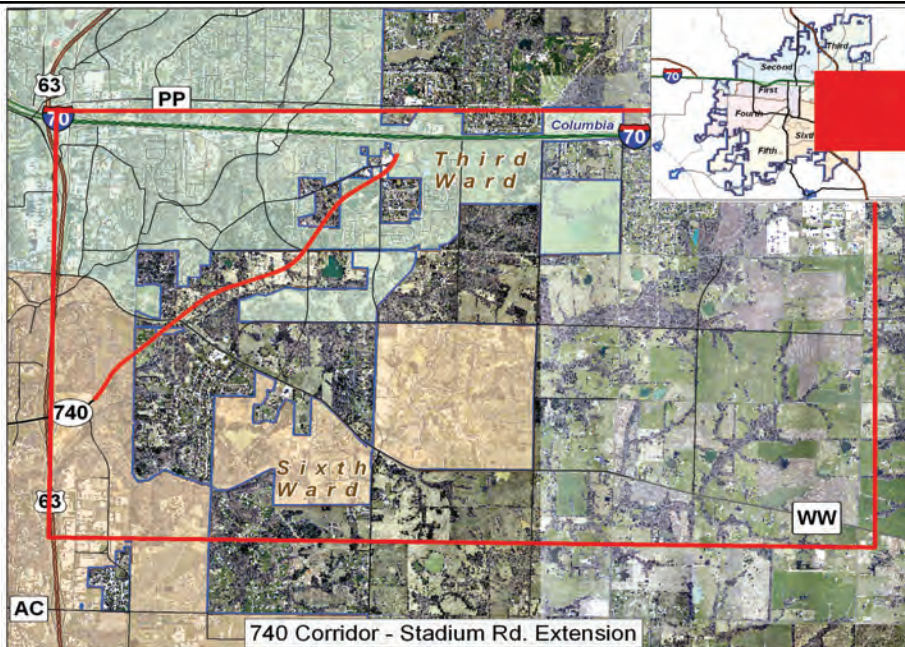 63
PP
70
Columbia
70
Third
Ward
740
Sixth
Ward
63
WW
AC
740 Corridor - Stadium Rd. Extension
Third
Second
70
First
Fourth
Sixth
Fifth